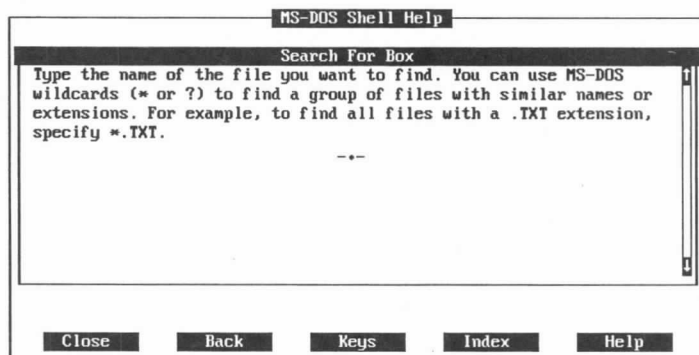 MS-DOS Shell Help
Search For Box
Type the name of the file you want to find. You can use MS-DOS
wildcards (* or ?) to find a group of files with similar names or
extensions. For example, to find all files with a .TXT extension,
specify *.TXT.
Close Back Keys Index Help